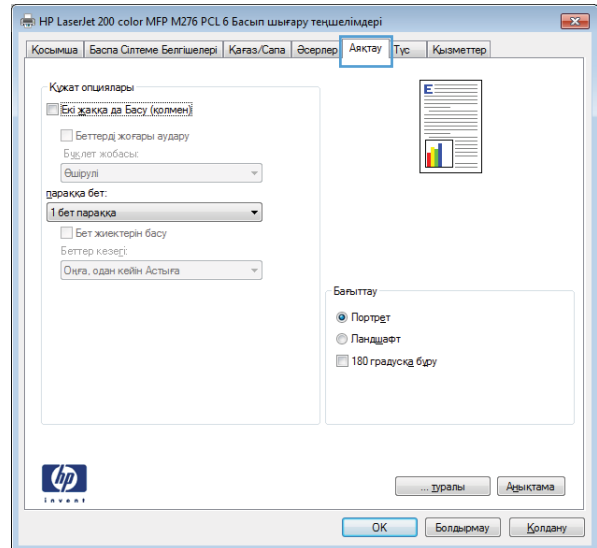 HP LaserJet 200 color MFP M276 PCL 6 Басып шығару теңшелімдері
Қосымша Баспа Сілтеме Белгішелері Қағаз/Сапа Әсерлер Аяқтау Түс Қызметтер
Құжат опциялары
Екі жаққа да Басу (қолмен)
Беттерді жоғары аудару
Буклет жобасы:
Өшірулі
параққа бет:
1 бет параққа
Бет жиектерін басу
Беттер кезегі:
Оңға, одан кейін Астыға
E
Бағыттау
Портрет
Ландшафт
180 градусқа бұру
hp
invent
... туралы Анықтама
OK Болдырмау Қолдану